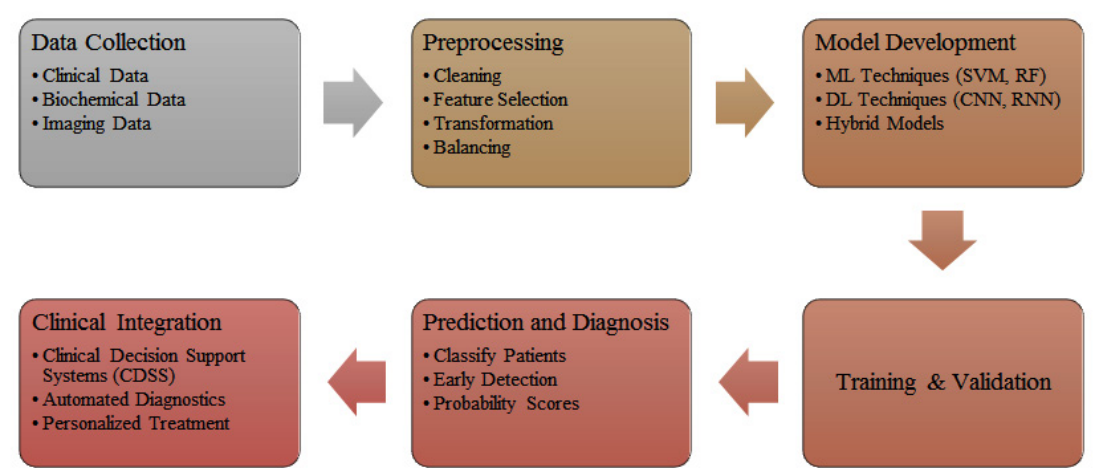 Data Collection
• Clinical Data
• Biochemical Data
• Imaging Data
Preprocessing
• Cleaning
• Feature Selection
• Transformation
• Balancing
Model Development
• ML Techniques (SVM, RF)
• DL Techniques (CNN, RNN)
• Hybrid Models
Training & Validation
Prediction and Diagnosis
• Classify Patients
• Early Detection
• Probability Scores
Clinical Integration
• Clinical Decision Support
Systems (CDSS)
• Automated Diagnostics
• Personalized Treatment